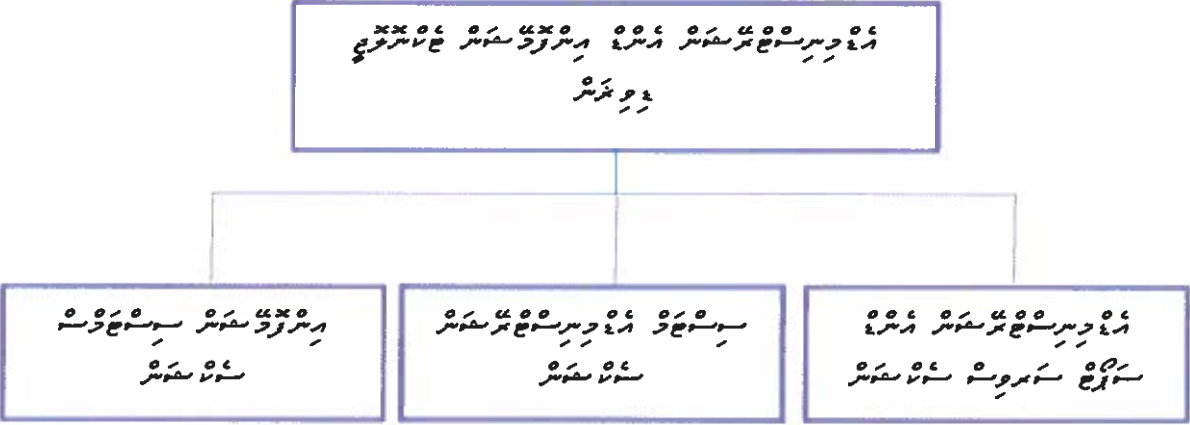 އެޑްމިނިސްޓްރޭޝަން އެންޑް އިންފޮމޭޝަން ޓެކްނޮލޮޖީ
ޑިވިޜަން
އެޑްމިނިސްޓްރޭޝަން އެންޑް
ސަޕޯޓް ސަރވިސް ސެކްޝަން
ސިސްޓަމް އެޑްމިނިސްޓްރޭޝަން
ސެކްޝަން
އިންފޮމޭޝަން ސިސްޓަމްސް
ސެކްޝަން